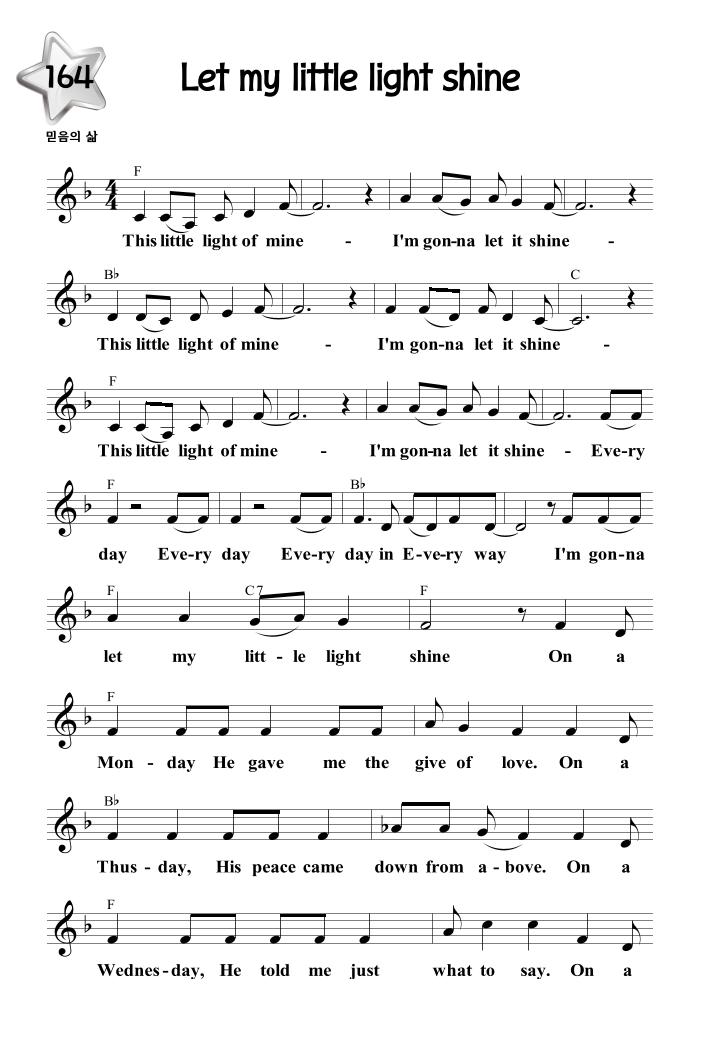 164
Let my little light shine
믿음의 삶
F
This little light of mine - I'm gon-na let it shine -
B♭ C
This little light of mine - I'm gon-na let it shine -
F
This little light of mine - I'm gon-na let it shine - Eve-ry
F B♭
day Eve-ry day Eve-ry day in E-ve-ry way I'm gon-na
F C7 F
let my litt - le light shine On a
F
Mon - day He gave me the give of love. On a
B♭
Thus - day, His peace came down from a - bove. On a
F
Wednes - day, He told me just what to say. On a